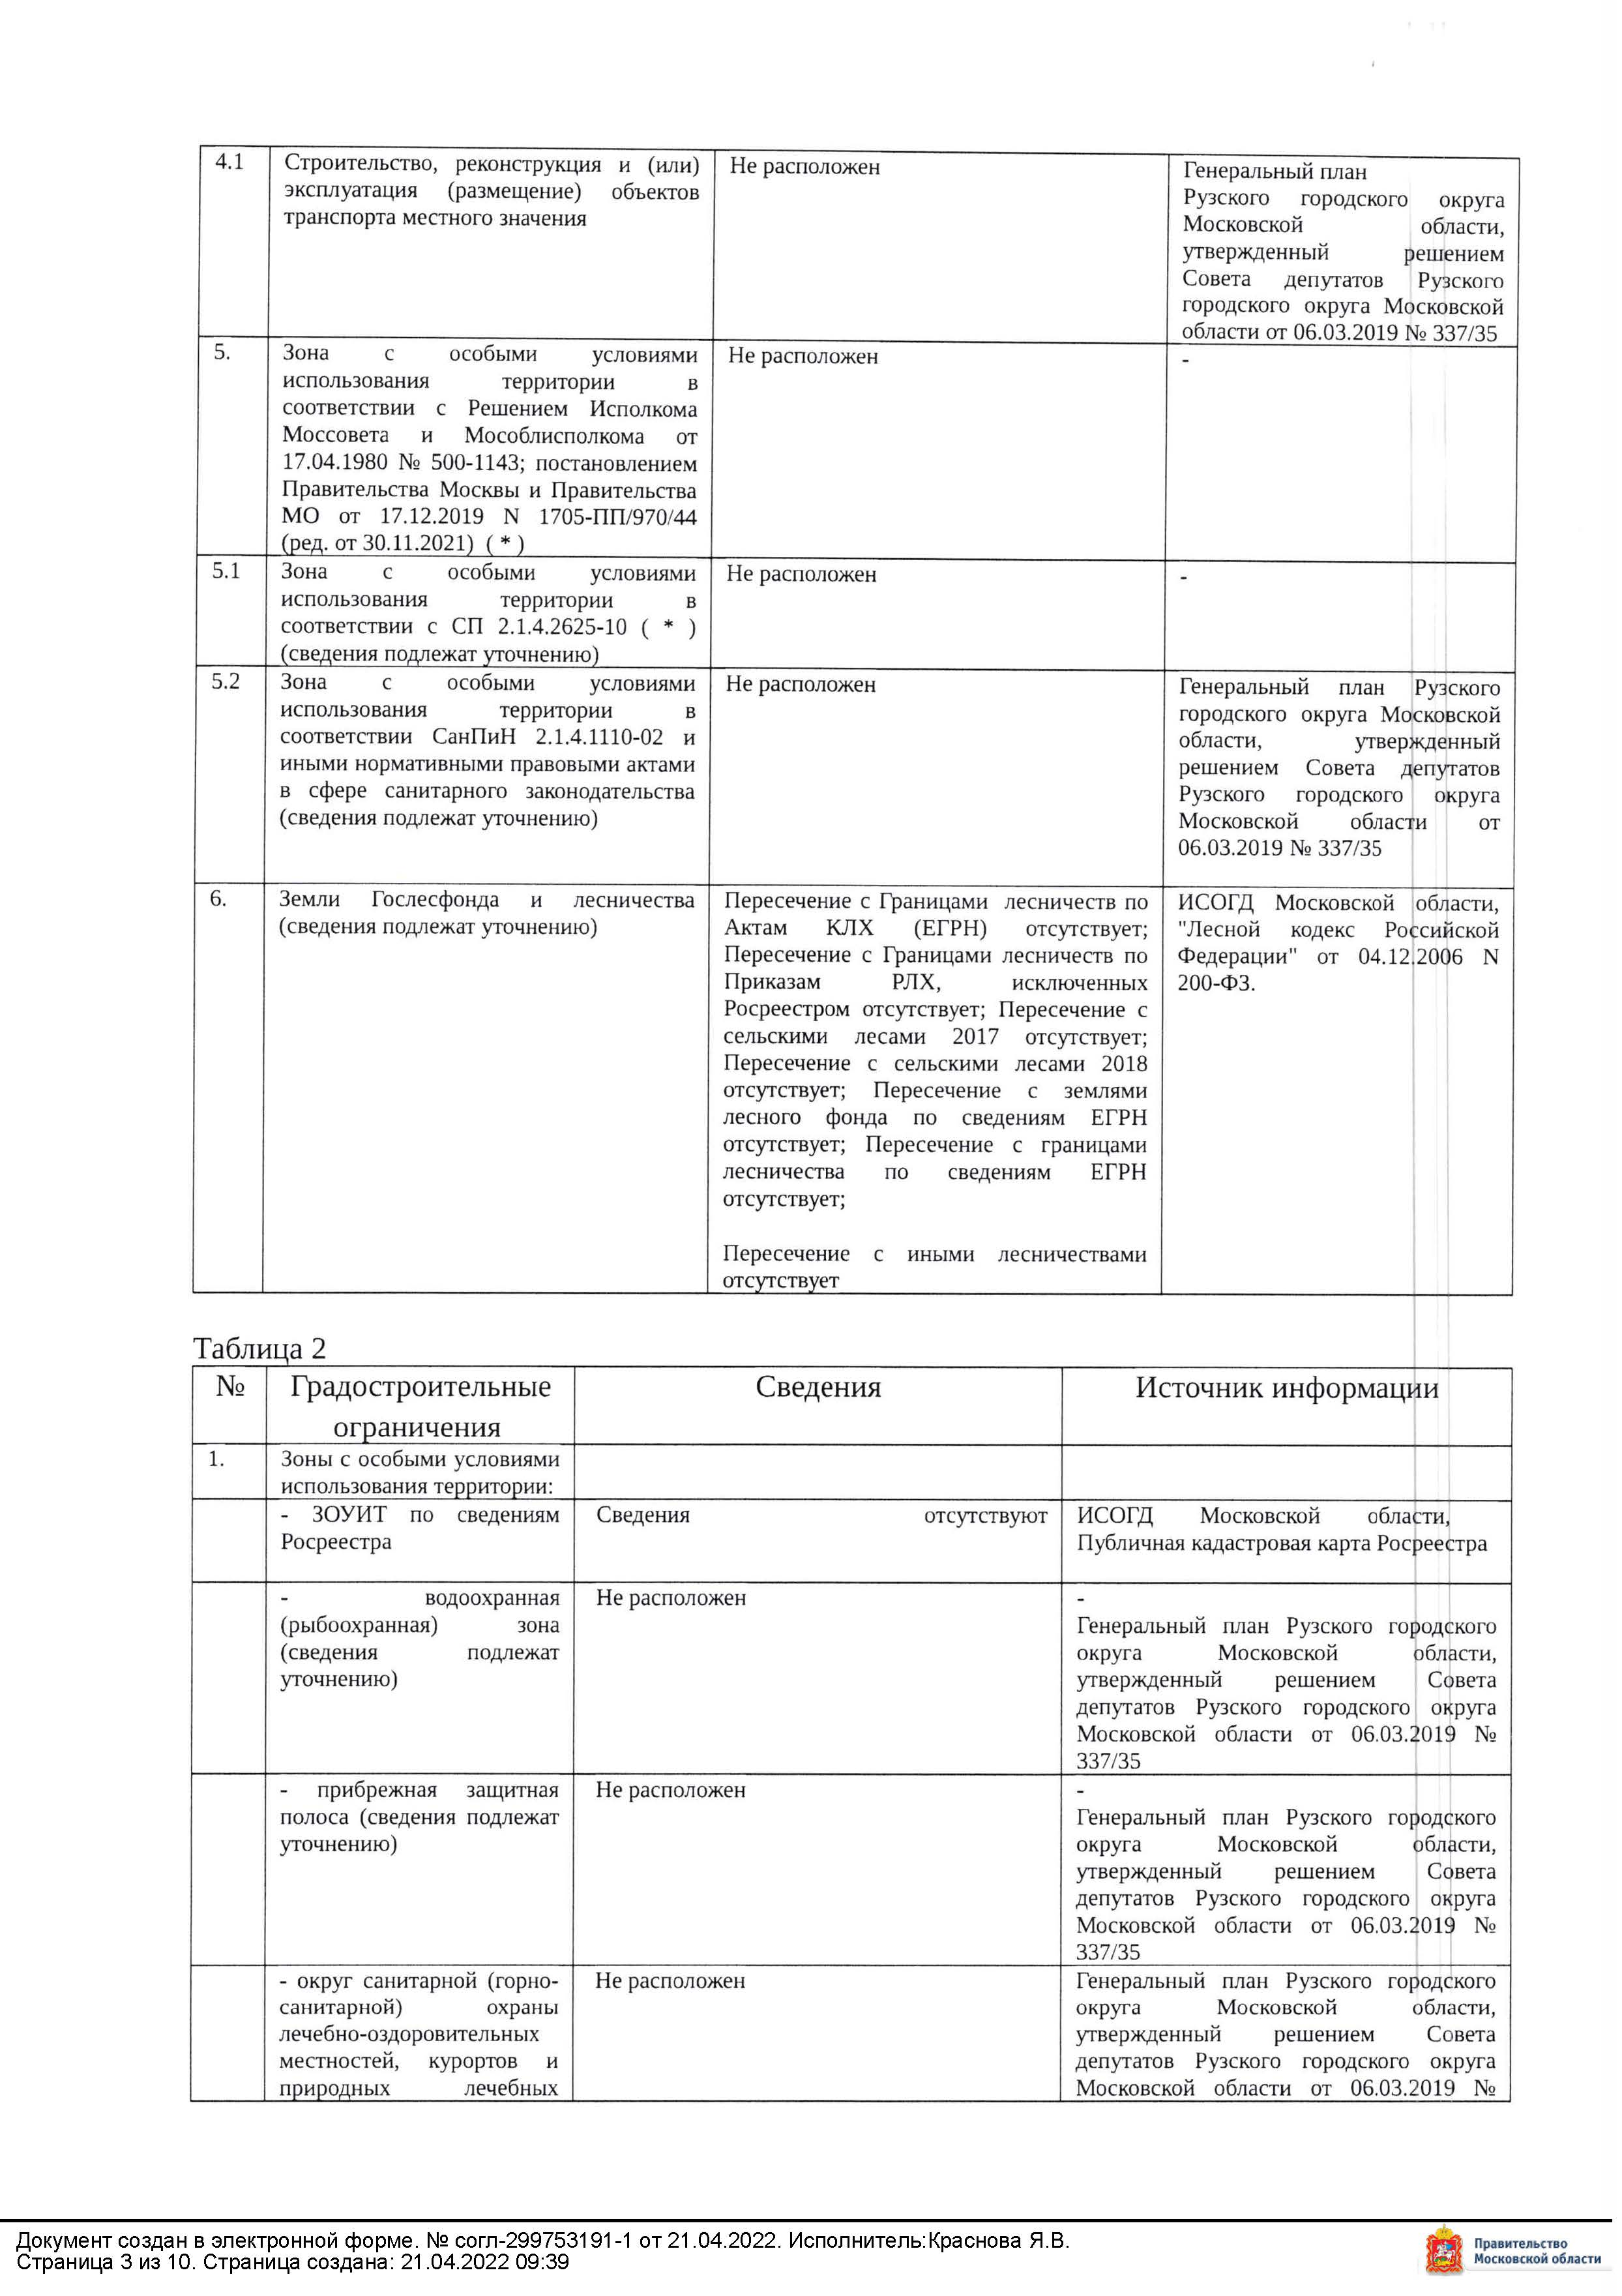 4.1
Строительство, реконструкция и (или)
эксплуатация (размещение) объектов
транспорта местного значения
Не расположен
Генеральный план
Рузского городского округа
Московской области,
утвержденный решением
Совета депутатов Рузского
городского округа Московской
области от 06.03.2019 № 337/35
5.
Зона с особыми условиями
использования территории в
соответствии с Решением Исполкома
Моссовета и Мособлисполкома от
17.04.1980 № 500-1143; постановлением
Правительства Москвы и Правительства
МО от 17.12.2019 N 1705-ПП/970/44
(ред. от 30.11.2021) ( * )
Не расположен
-
5.1
Зона с особыми условиями
использования территории в
соответствии с СП 2.1.4.2625-10 ( * )
(сведения подлежат уточнению)
Не расположен
-
5.2
Зона с особыми условиями
использования территории в
соответствии СанПиН 2.1.4.1110-02 и
иными нормативными правовыми актами
в сфере санитарного законодательства
(сведения подлежат уточнению)
Не расположен
Генеральный план Рузского
городского округа Московской
области, утвержденный
решением Совета депутатов
Рузского городского округа
Московской области от
06.03.2019 № 337/35
6.
Земли Гослесфонда и лесничества
(сведения подлежат уточнению)
Пересечение с Границами лесничеств по
Актам КЛХ (ЕГРН) отсутствует;
Пересечение с Границами лесничеств по
Приказам РЛХ, исключенных
Росреестром отсутствует; Пересечение с
сельскими лесами 2017 отсутствует;
Пересечение с сельскими лесами 2018
отсутствует; Пересечение с землями
лесного фонда по сведениям ЕГРН
отсутствует; Пересечение с границами
лесничества по сведениям ЕГРН
отсутствует;
Пересечение с иными лесничествами
отсутствует
ИСОГД Московской области,
"Лесной кодекс Российской
Федерации" от 04.12.2006 N
200-ФЗ.
Таблица 2
№
Градостроительные
ограничения
Сведения
Источник информации
1.
Зоны с особыми условиями
использования территории:
- ЗОУИТ по сведениям
Росреестра
Сведения отсутствуют
ИСОГД Московской области,
Публичная кадастровая карта Росреестра
- водоохранная
(рыбоохранная) зона
(сведения подлежат
уточнению)
Не расположен
-
Генеральный план Рузского городского
округа Московской области,
утвержденный решением Совета
депутатов Рузского городского округа
Московской области от 06.03.2019 №
337/35
- прибрежная защитная
полоса (сведения подлежат
уточнению)
Не расположен
-
Генеральный план Рузского городского
округа Московской области,
утвержденный решением Совета
депутатов Рузского городского округа
Московской области от 06.03.2019 №
337/35
- округ санитарной (горно-
санитарной) охраны
лечебно-оздоровительных
местностей, курортов и
природных лечебных
Не расположен
Генеральный план Рузского городского
округа Московской области,
утвержденный решением Совета
депутатов Рузского городского округа
Московской области от 06.03.2019 №
Документ создан в электронной форме. № согл-299753191-1 от 21.04.2022. Исполнитель:Краснова Я.В.
Страница 3 из 10. Страница создана: 21.04.2022 09:39
Правительство
Московской области